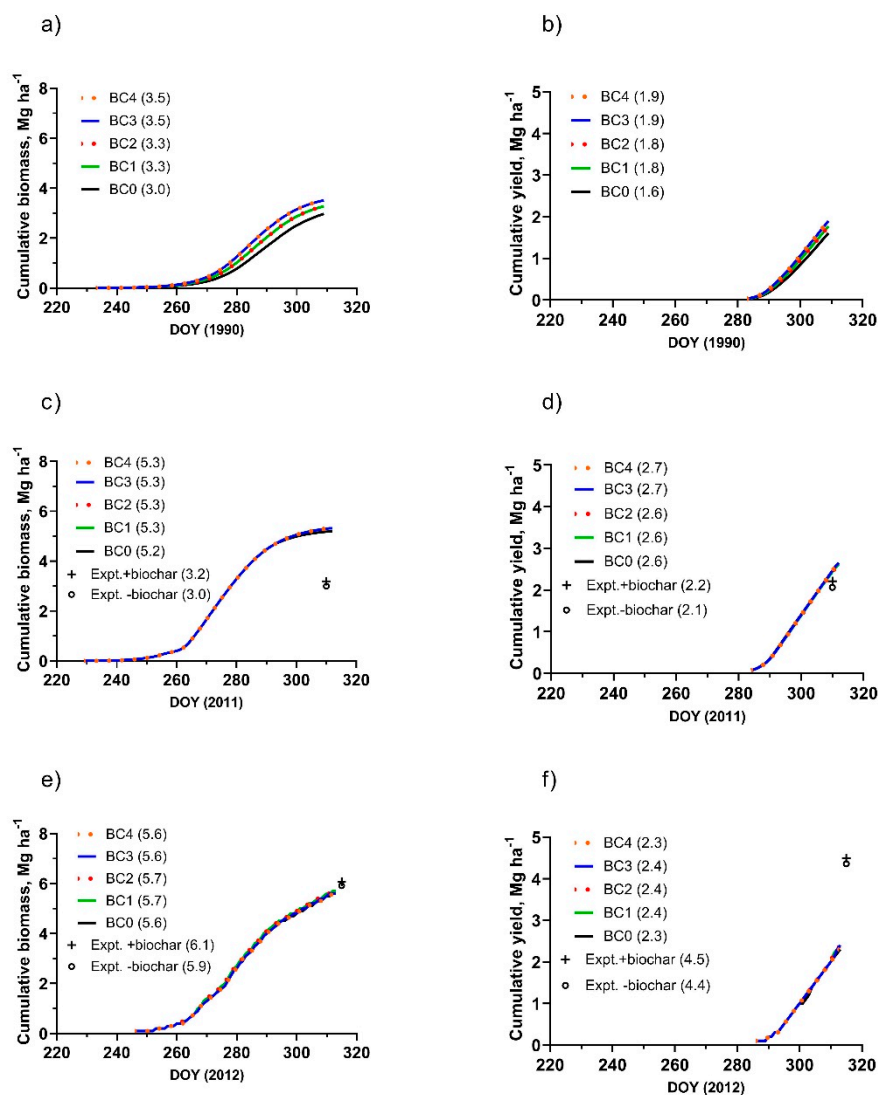 a)
Cumulative biomass, Mg ha⁻¹
8
6
4
2
0
BC4 (3.5)
BC3 (3.5)
BC2 (3.3)
BC1 (3.3)
BC0 (3.0)
220 240 260 280 300 320
DOY (1990)
b)
Cumulative yield, Mg ha⁻¹
5
4
3
2
1
0
BC4 (1.9)
BC3 (1.9)
BC2 (1.8)
BC1 (1.8)
BC0 (1.6)
220 240 260 280 300 320
DOY (1990)
c)
Cumulative biomass, Mg ha⁻¹
8
6
4
2
0
BC4 (5.3)
BC3 (5.3)
BC2 (5.3)
BC1 (5.3)
BC0 (5.2)
Expt.+biochar (3.2)
Expt. -biochar (3.0)
220 240 260 280 300 320
DOY (2011)
d)
Cumulative yield, Mg ha⁻¹
5
4
3
2
1
0
BC4 (2.7)
BC3 (2.7)
BC2 (2.6)
BC1 (2.6)
BC0 (2.6)
Expt.+biochar (2.2)
Expt.-biochar (2.1)
220 240 260 280 300 320
DOY (2011)
e)
Cumulative biomass, Mg ha⁻¹
8
6
4
2
0
BC4 (5.6)
BC3 (5.6)
BC2 (5.7)
BC1 (5.7)
BC0 (5.6)
Expt. +biochar (6.1)
Expt. -biochar (5.9)
220 240 260 280 300 320
DOY (2012)
f)
Cumulative yield, Mg ha⁻¹
5
4
3
2
1
0
BC4 (2.3)
BC3 (2.4)
BC2 (2.4)
BC1 (2.4)
BC0 (2.3)
Expt.+biochar (4.5)
Expt. -biochar (4.4)
220 240 260 280 300 320
DOY (2012)